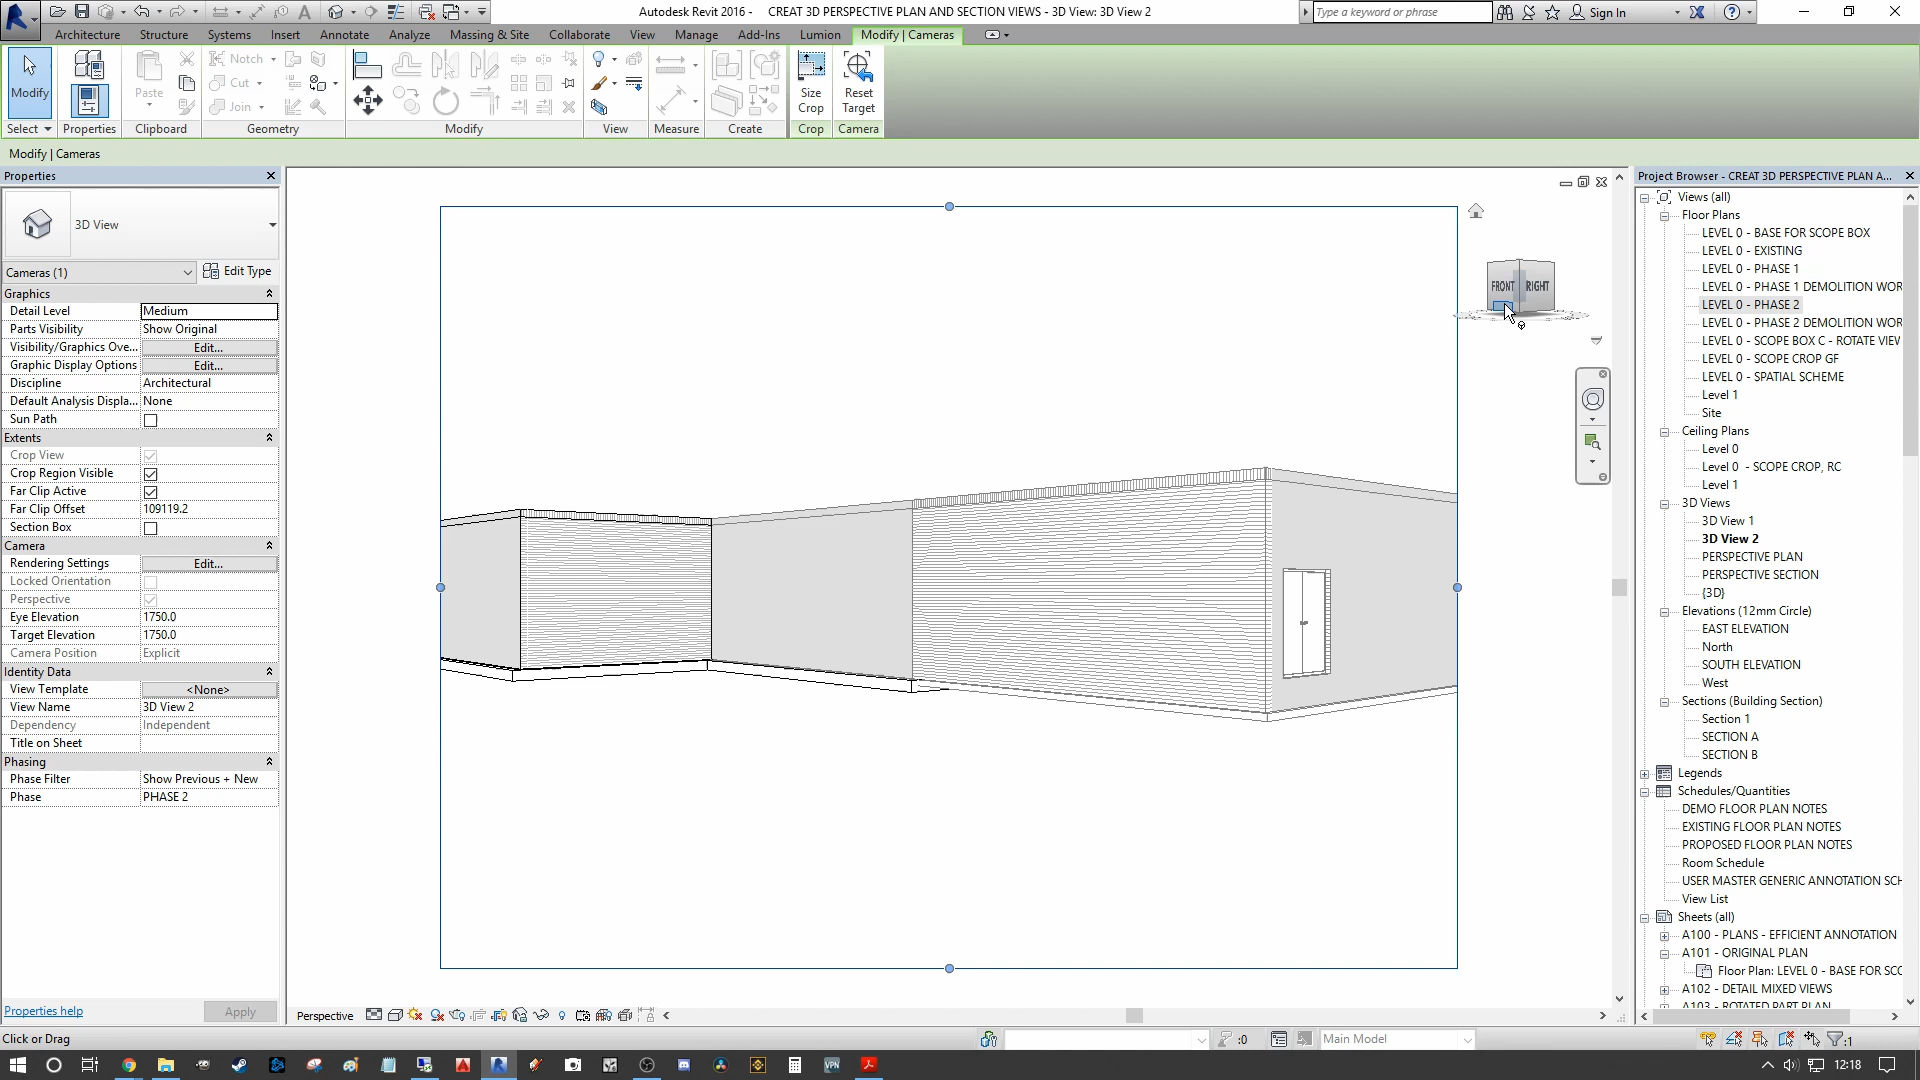 Autodesk Revit 2016 - CREAT 3D PERSPECTIVE PLAN AND SECTION VIEWS - 3D View: 3D View 2
Type a keyword or phrase
Sign In
Architecture Structure Systems Insert Annotate Analyze Massing & Site Collaborate View Manage Add-Ins Lumion Modify | Cameras
Modify
Paste
Notch
Cut
Join
Size Crop
Reset Target
Select Properties Clipboard Geometry Modify View Measure Create Crop Camera
Modify | Cameras
Properties
3D View
Cameras (1)
Edit Type
Graphics
Detail Level Medium
Parts Visibility Show Original
Visibility/Graphics Ove... Edit...
Graphic Display Options Edit...
Discipline Architectural
Default Analysis Displa... None
Sun Path
Extents
Crop View
Crop Region Visible
Far Clip Active
Far Clip Offset 109119.2
Section Box
Camera
Rendering Settings Edit...
Locked Orientation
Perspective
Eye Elevation 1750.0
Target Elevation 1750.0
Camera Position Explicit
Identity Data
View Template <None>
View Name 3D View 2
Dependency Independent
Title on Sheet
Phasing
Phase Filter Show Previous + New
Phase PHASE 2
Properties help
Apply
FRONT RIGHT
Perspective
Project Browser - CREAT 3D PERSPECTIVE PLAN A...
Views (all)
Floor Plans
LEVEL 0 - BASE FOR SCOPE BOX
LEVEL 0 - EXISTING
LEVEL 0 - PHASE 1
LEVEL 0 - PHASE 1 DEMOLITION WOR
LEVEL 0 - PHASE 2
LEVEL 0 - PHASE 2 DEMOLITION WOR
LEVEL 0 - SCOPE BOX C - ROTATE VIEV
LEVEL 0 - SCOPE CROP GF
LEVEL 0 - SPATIAL SCHEME
Level 1
Site
Ceiling Plans
Level 0
Level 0 - SCOPE CROP, RC
Level 1
3D Views
3D View 1
3D View 2
PERSPECTIVE PLAN
PERSPECTIVE SECTION
{3D}
Elevations (12mm Circle)
EAST ELEVATION
North
SOUTH ELEVATION
West
Sections (Building Section)
Section 1
SECTION A
SECTION B
Legends
Schedules/Quantities
DEMO FLOOR PLAN NOTES
EXISTING FLOOR PLAN NOTES
PROPOSED FLOOR PLAN NOTES
Room Schedule
USER MASTER GENERIC ANNOTATION SCH
View List
Sheets (all)
A100 - PLANS - EFFICIENT ANNOTATION
A101 - ORIGINAL PLAN
Floor Plan: LEVEL 0 - BASE FOR SCO
A102 - DETAIL MIXED VIEWS
A103 - ROTATED PART PLAN
Click or Drag
:0
Main Model
:1
VPN
12:18